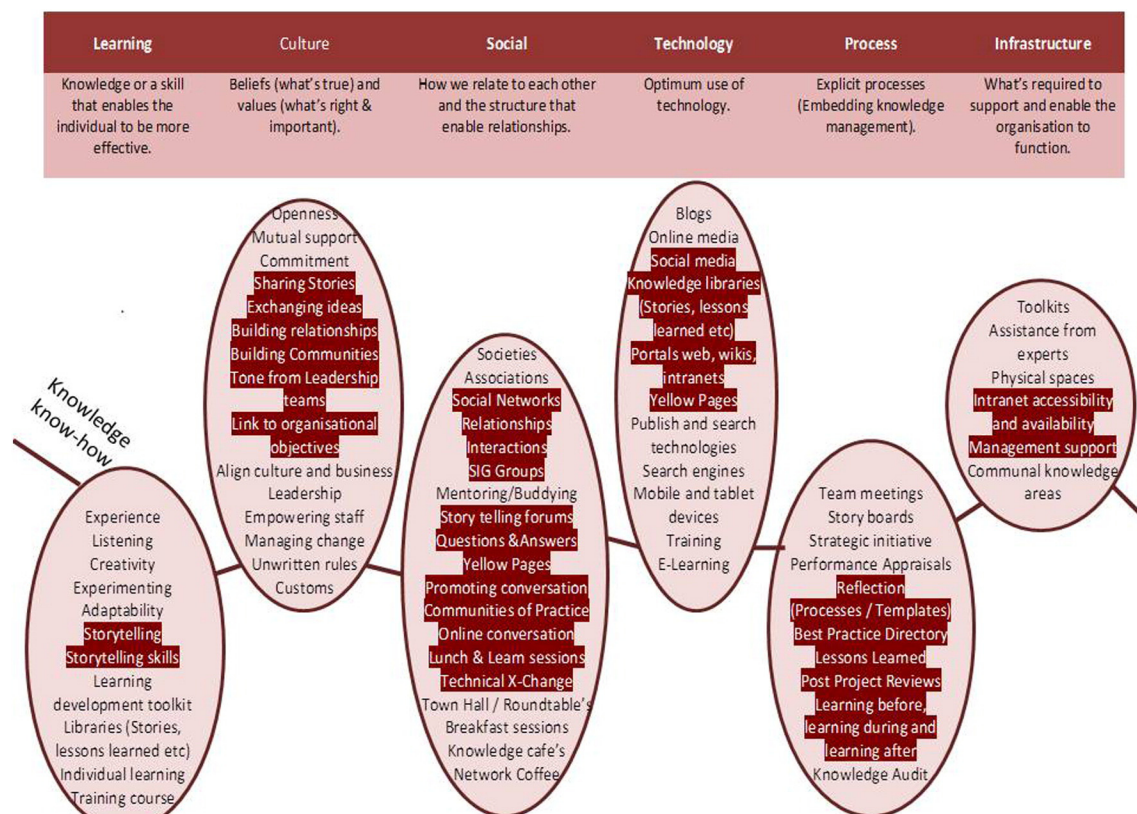 Learning
Culture
Social
Technology
Process
Infrastructure
Knowledge or a skill
that enables the
individual to be more
effective.
Beliefs (what's true) and
values (what's right &
important).
How we relate to each other
and the structure that
enable relationships.
Optimum use of
technology.
Explicit processes
(Embedding knowledge
management).
What's required to
support and enable the
organisation to
function.
Knowledge
know-how
Experience
Listening
Creativity
Experimenting
Adaptability
Storytelling
Storytelling skills
Learning
development toolkit
Libraries (Stories,
lessons learned etc)
Individual learning
Training course
Openness
Mutual support
Commitment
Sharing Stories
Exchanging ideas
Building relationships
Building Communities
Tone from Leadership
teams
Link to organisational
objectives
Align culture and business
Leadership
Empowering staff
Managing change
Unwritten rules
Customs
Societies
Associations
Social Networks
Relationships
Interactions
SIG Groups
Mentoring/Buddying
Story telling forums
Questions &Answers
Yellow Pages
Promoting conversation
Communities of Practice
Online conversation
Lunch & Learn sessions
Technical X-Change
Town Hall / Roundtable's
Breakfast sessions
Knowledge cafe's
Network Coffee
Blogs
Online media
Social media
Knowledge libraries
(Stories, lessons
learned etc)
Portals web, wikis,
intranets
Yellow Pages
Publish and search
technologies
Search engines
Mobile and tablet
devices
Training
E-Learning
Team meetings
Story boards
Strategic initiative
Performance Appraisals
Reflection
(Processes / Templates)
Best Practice Directory
Lessons Learned
Post Project Reviews
Learning before,
learning during and
learning after
Knowledge Audit
Toolkits
Assistance from
experts
Physical spaces
Intranet accessibility
and availability
Management support
Communal knowledge
areas